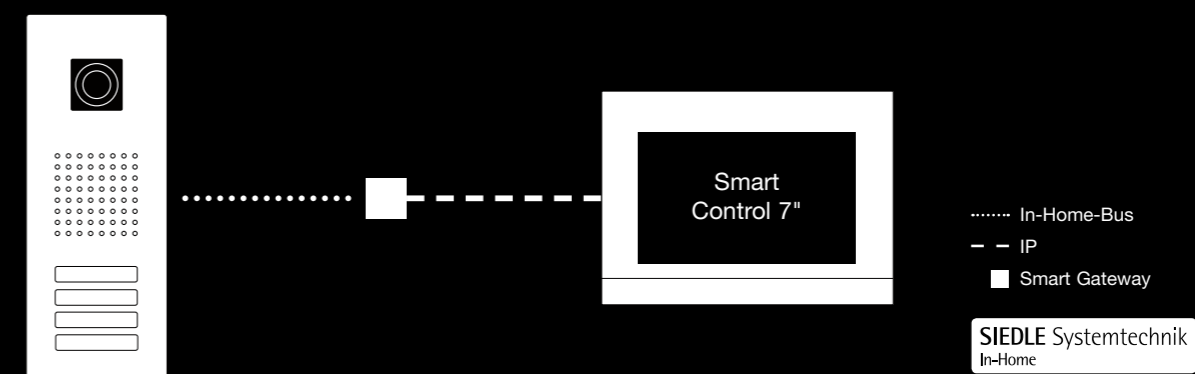 Smart
Control 7"
In-Home-Bus
IP
Smart Gateway
SIEDLE Systemtechnik
In-Home